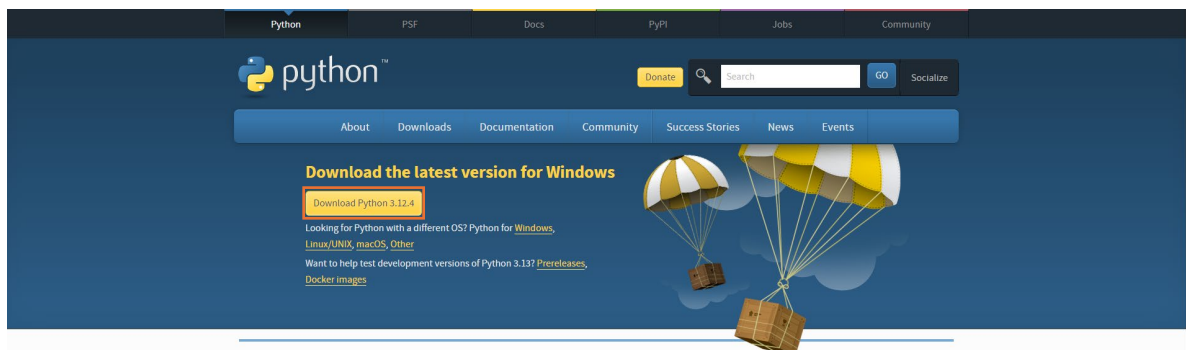 Python PSF Docs PyPI Jobs Community
python™
Donate Search GO Socialize
About Downloads Documentation Community Success Stories News Events
Download the latest version for Windows
Download Python 3.12.4
Looking for Python with a different OS? Python for Windows,
Linux/UNIX, macOS, Other
Want to help test development versions of Python 3.13? Prereleases,
Docker images